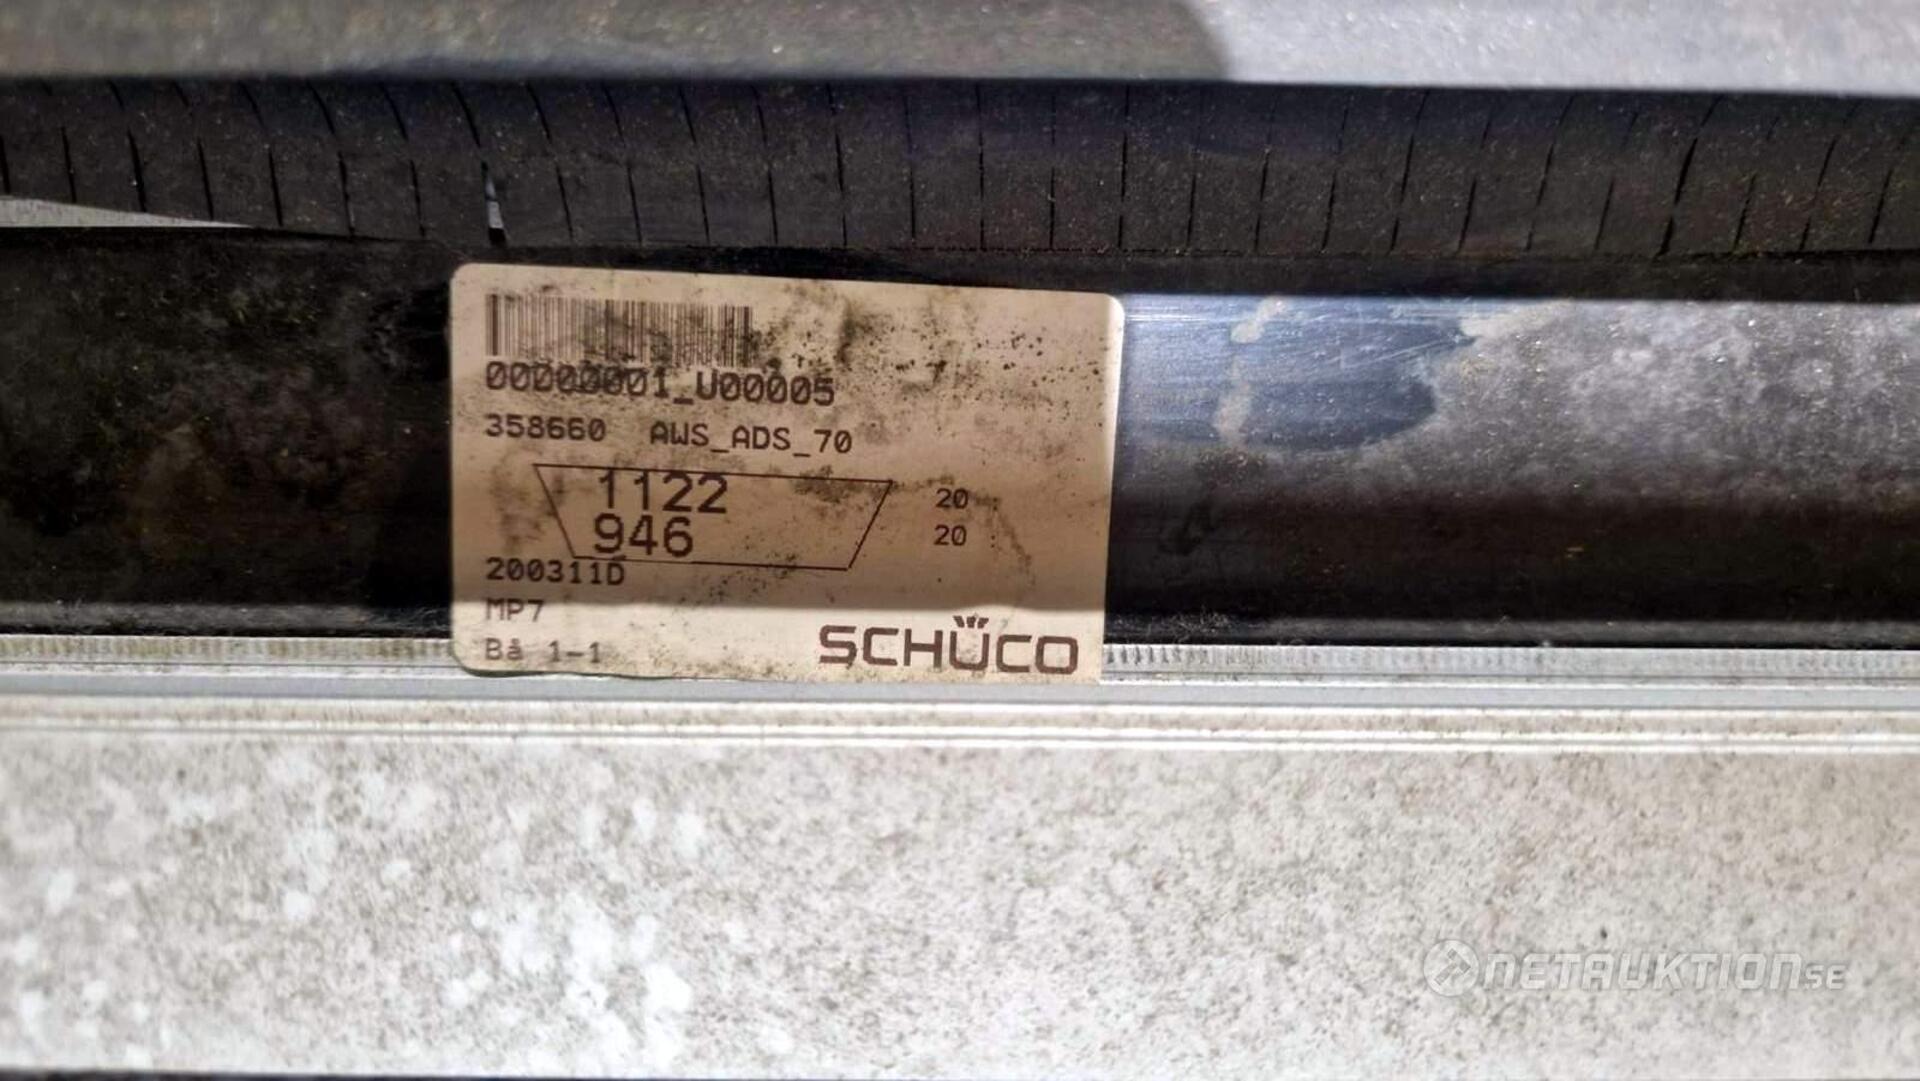 00000001_U00005
358660 AWS_ADS_70
1122 20
946 20
200311D
MP7
Bå 1-1
SCHÜCO
NETAUKTION.SE